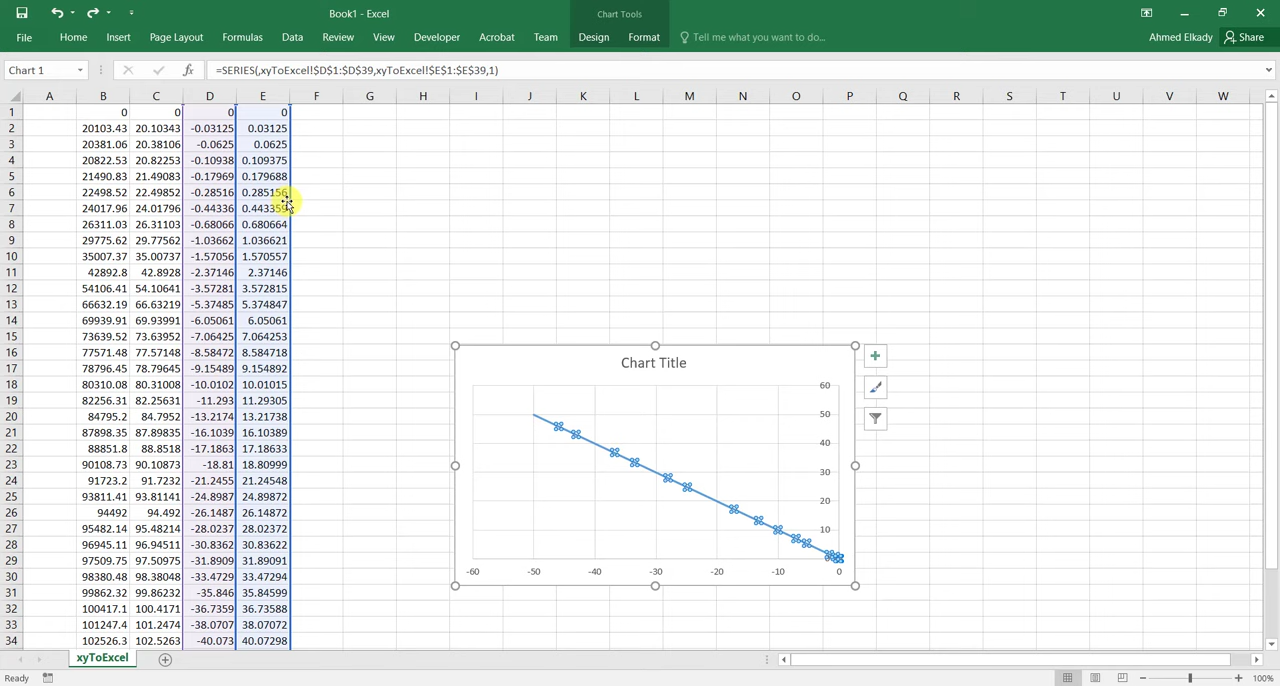 Book1 - Excel
Chart Tools
File Home Insert Page Layout Formulas Data Review View Developer Acrobat Team Design Format Tell me what you want to do... Ahmed Elkady Share
Chart 1 fx =SERIES(,xyToExcel!$D$1:$D$39,xyToExcel!$E$1:$E$39,1)
A B C D E F G H I J K L M N O P Q R S T U V W
1 0 0 0 0
2 20103.43 20.10343 -0.03125 0.03125
3 20381.06 20.38106 -0.0625 0.0625
4 20822.53 20.82253 -0.10938 0.109375
5 21490.83 21.49083 -0.17969 0.179688
6 22498.52 22.49852 -0.28516 0.285156
7 24017.96 24.01796 -0.44336 0.443359
8 26311.03 26.31103 -0.68066 0.680664
9 29775.62 29.77562 -1.03662 1.036621
10 35007.37 35.00737 -1.57056 1.570557
11 42892.8 42.8928 -2.37146 2.37146
12 54106.41 54.10641 -3.57281 3.572815
13 66632.19 66.63219 -5.37485 5.374847
14 69939.91 69.93991 -6.05061 6.05061
15 73639.52 73.63952 -7.06425 7.064253
16 77571.48 77.57148 -8.58472 8.584718
17 78796.45 78.79645 -9.15489 9.154892
18 80310.08 80.31008 -10.0102 10.01015
19 82256.31 82.25631 -11.293 11.29305
20 84795.2 84.7952 -13.2174 13.21738
21 87898.35 87.89835 -16.1039 16.10389
22 88851.8 88.8518 -17.1863 17.18633
23 90108.73 90.10873 -18.81 18.80999
24 91723.2 91.7232 -21.2455 21.24548
25 93811.41 93.81141 -24.8987 24.89872
26 94492 94.492 -26.1487 26.14872
27 95482.14 95.48214 -28.0237 28.02372
28 96945.11 96.94511 -30.8362 30.83622
29 97509.75 97.50975 -31.8909 31.89091
30 98380.48 98.38048 -33.4729 33.47294
31 99862.32 99.86232 -35.846 35.84599
32 100417.1 100.4171 -36.7359 36.73588
33 101247.4 101.2474 -38.0707 38.07072
34 102526.3 102.5263 -40.073 40.07298
Chart Title
60
50
40
30
20
10
-60 -50 -40 -30 -20 -10 0
xyToExcel
Ready 100%